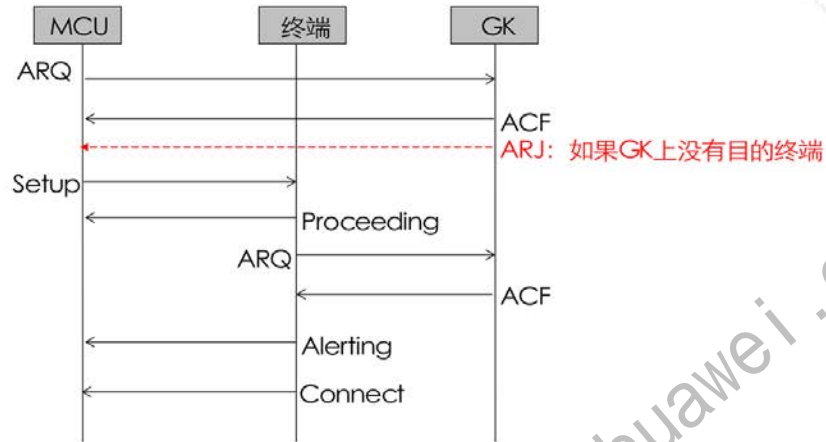 MCU
终端
GK
ARQ
ACF
ARJ：如果GK上没有目的终端
Setup
Proceeding
ARQ
ACF
Alerting
Connect
huawei.